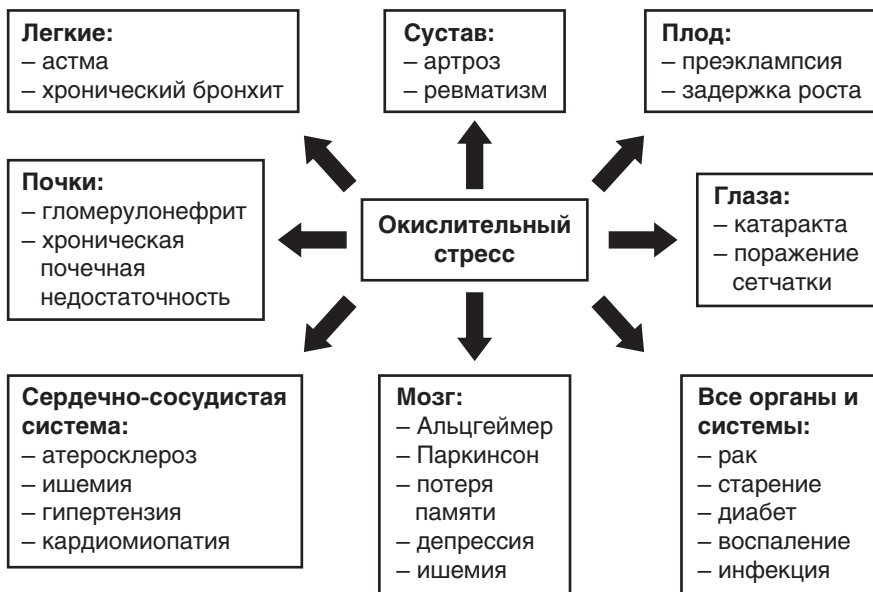 Легкие:
– астма
– хронический бронхит
Сустав:
– артроз
– ревматизм
Плод:
– преэклампсия
– задержка роста
Почки:
– гломерулонефрит
– хроническая
почечная
недостаточность
Окислительный
стресс
Глаза:
– катаракта
– поражение
сетчатки
Сердечно-сосудистая
система:
– атеросклероз
– ишемия
– гипертензия
– кардиомиопатия
Мозг:
– Альцгеймер
– Паркинсон
– потеря
памяти
– депрессия
– ишемия
Все органы и
системы:
– рак
– старение
– диабет
– воспаление
– инфекция